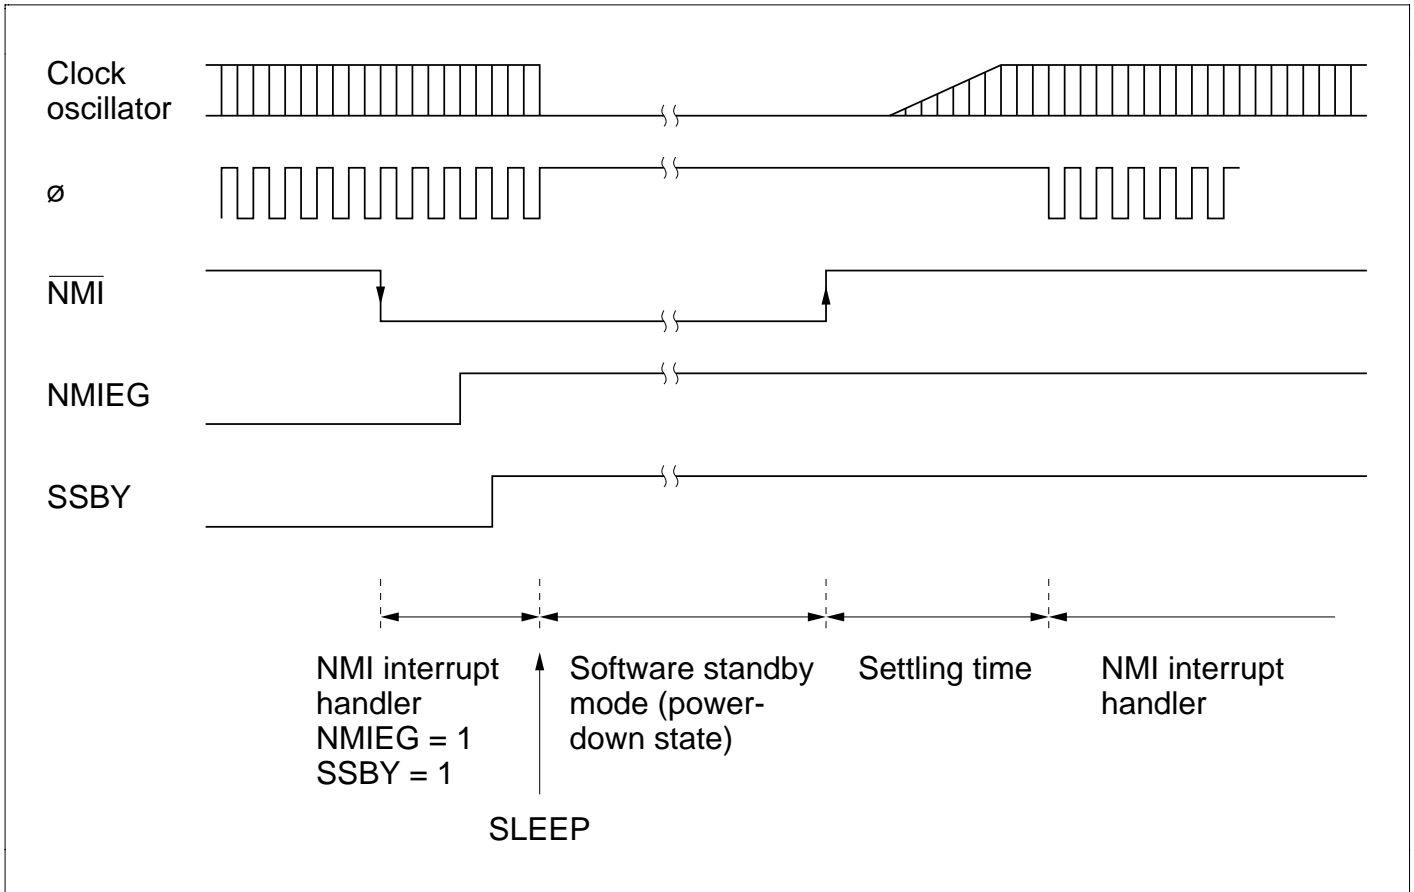 Clock
oscillator
ø
NMI
NMIEG
SSBY
NMI interrupt
handler
NMIEG = 1
SSBY = 1
SLEEP
Software standby
mode (power-
down state)
Settling time
NMI interrupt
handler